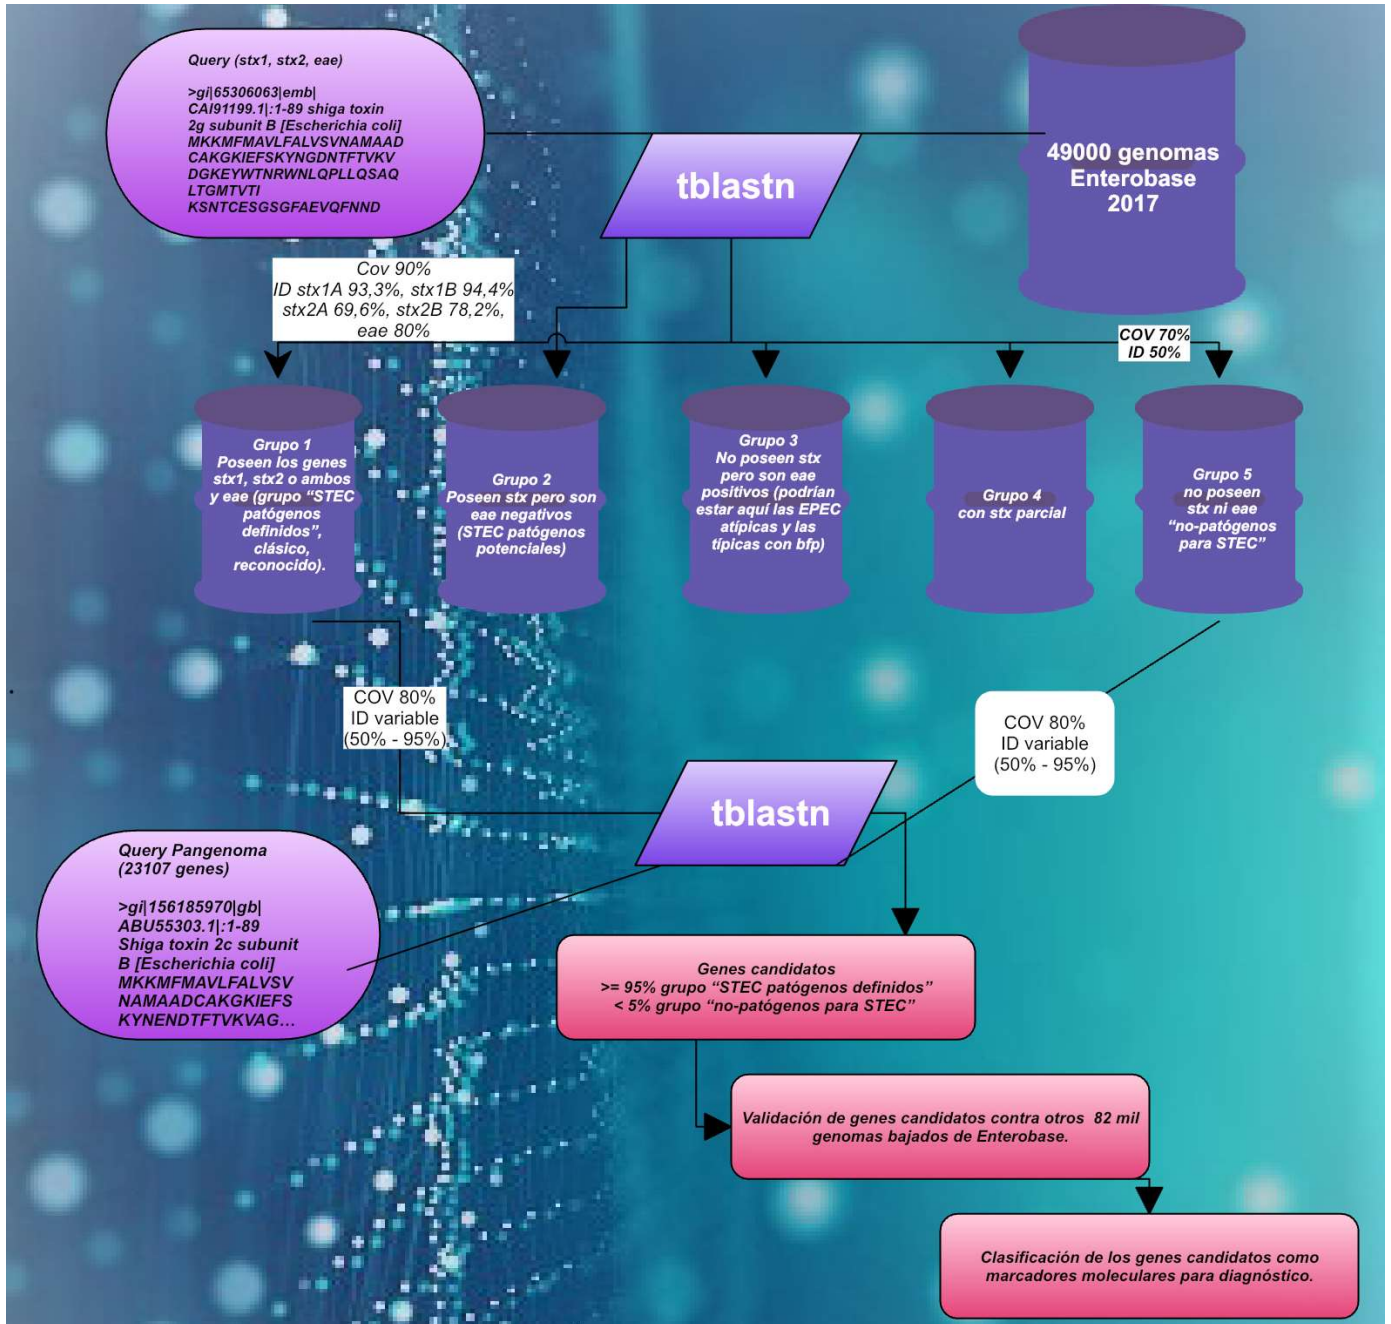 Query (stx1, stx2, eae)
>gi|65306063|emb|
CAI91199.1|:1-89 shiga toxin
2g subunit B [Escherichia coli]
MKKMFMAVLFALVSVNAMAAD
CAKGKIEFSKYNGDNTFTVKV
DGKEYWTNRWNLQPLLQSAQ
LTGMTVTI
KSNTCESGSGFAEVQFNND
tblastn
49000 genomas
Enterobase
2017
Cov 90%
ID stx1A 93,3%, stx1B 94,4%
stx2A 69,6%, stx2B 78,2%,
eae 80%
COV 70%
ID 50%
Grupo 1
Poseen los genes
stx1, stx2 o ambos
y eae (grupo “STEC
patógenos
definidos”,
clásico,
reconocido).
Grupo 2
Poseen stx pero son
eae negativos
(STEC patógenos
potenciales)
Grupo 3
No poseen stx
pero son eae
positivos (podrían
estar aquí las EPEC
atípicas y las
típicas con bfp)
Grupo 4
con stx parcial
Grupo 5
no poseen
stx ni eae
“no-patógenos
para STEC”
COV 80%
ID variable
(50% - 95%)
COV 80%
ID variable
(50% - 95%)
tblastn
Query Pangenoma
(23107 genes)
>gi|156185970|gb|
ABU55303.1|:1-89
Shiga toxin 2c subunit
B [Escherichia coli]
MKKMFMAVLFALVSV
NAMAADCAKGKIEFS
KYNENDTFTVKVAG...
Genes candidatos
>= 95% grupo “STEC patógenos definidos”
< 5% grupo “no-patógenos para STEC”
Validación de genes candidatos contra otros 82 mil
genomas bajados de Enterobase.
Clasificación de los genes candidatos como
marcadores moleculares para diagnóstico.